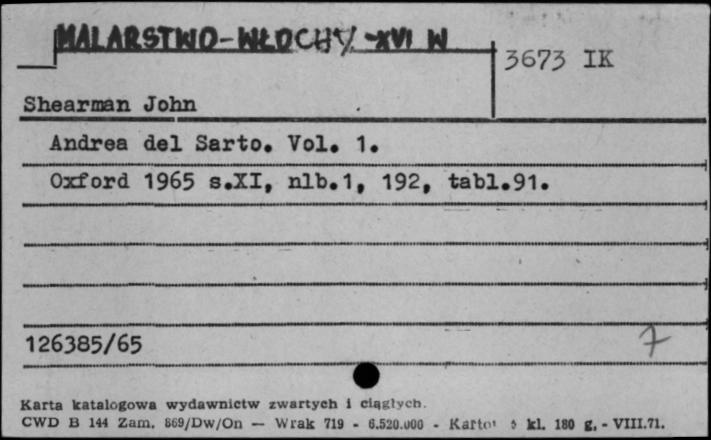 MALARSTWO-WŁOCHY-XVI W
3673 IK
Shearman John
Andrea del Sarto. Vol. 1.
Oxford 1965 s.XI, nlb.1, 192, tabl.91.
126385/65
7
Karta katalogowa wydawnictw zwartych i ciągłych.
CWD B 144 Zam. 869/Dw/On — Wrak 719 - 6.520.000 - kl. 180 g. - VIII.71.